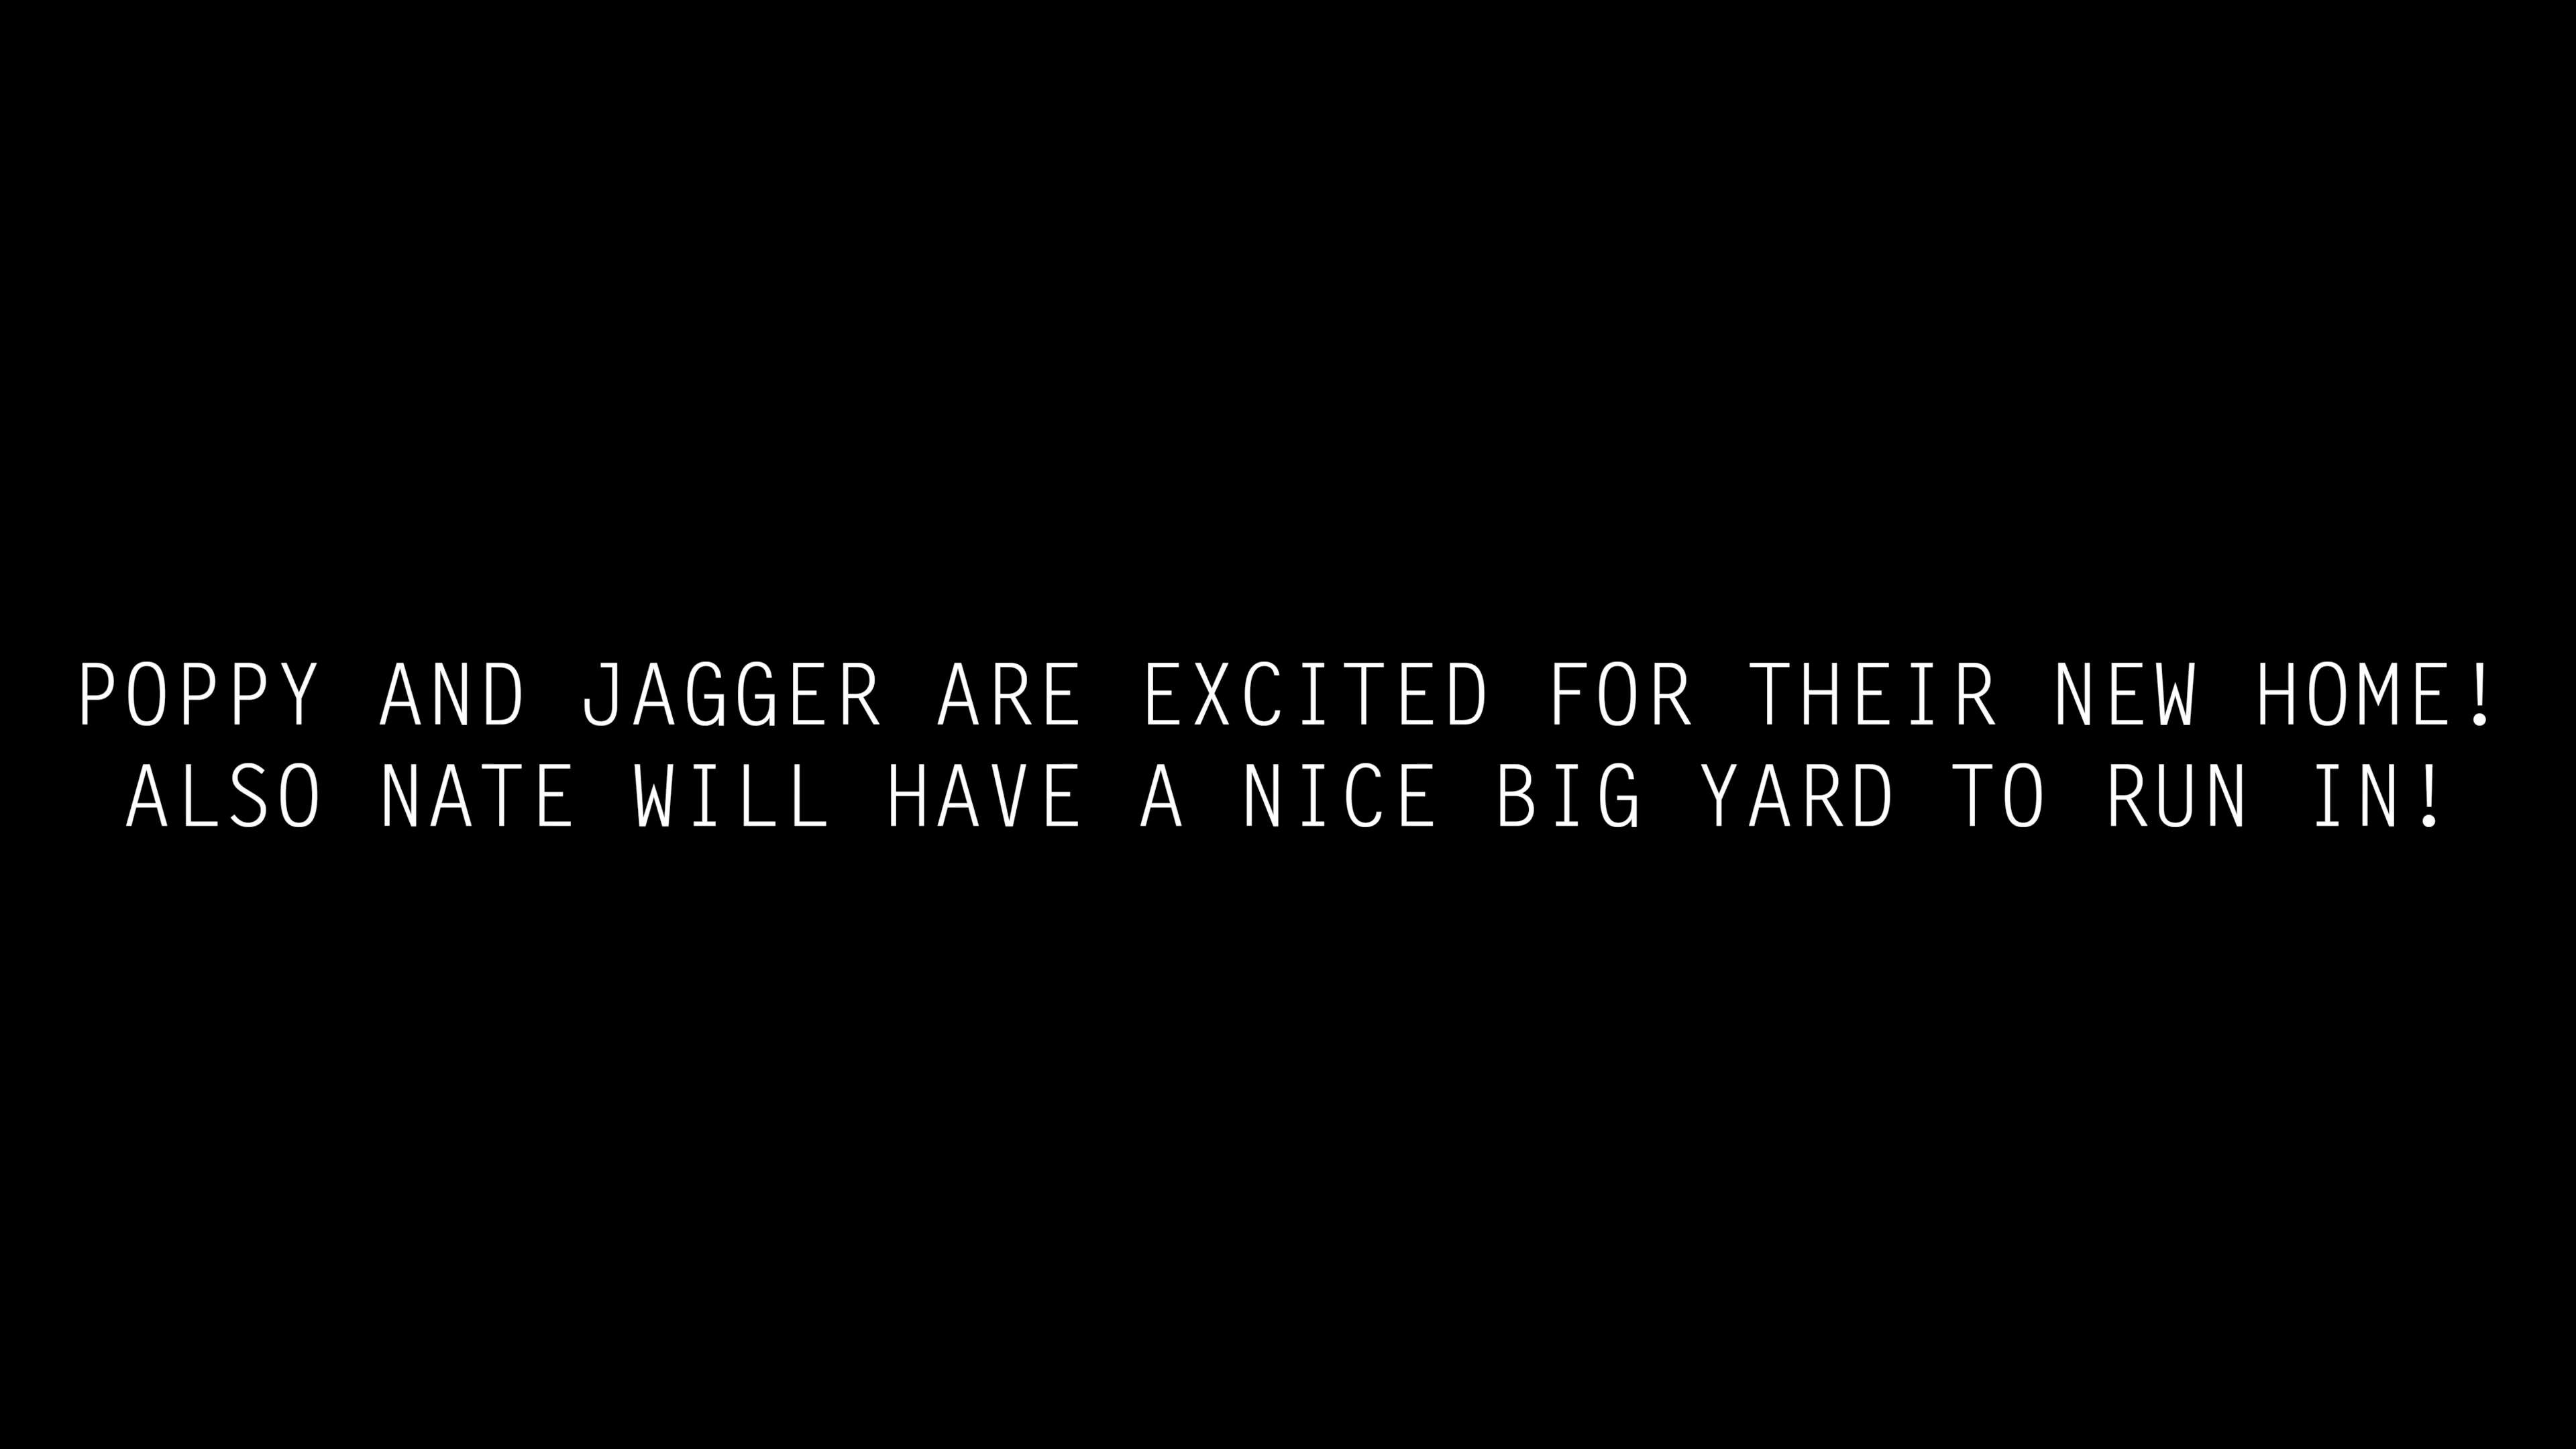 POPPY AND JAGGER ARE EXCITED FOR THEIR NEW HOME!
ALSO NATE WILL HAVE A NICE BIG YARD TO RUN IN!